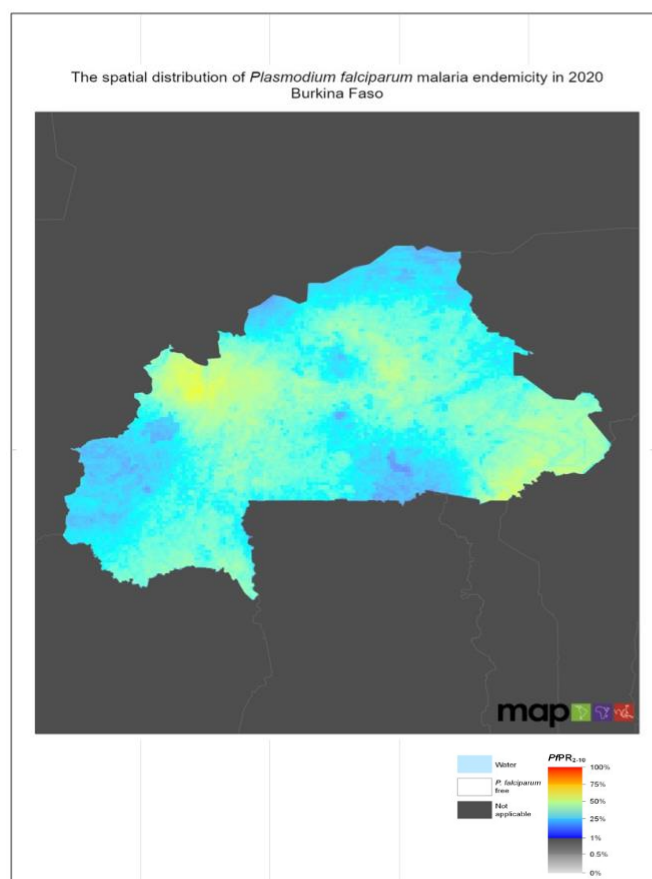 The spatial distribution of Plasmodium falciparum malaria endemicity in 2020
Burkina Faso
map
Water
P. falciparum
free
Not
applicable
PfPR2-10
100%
75%
50%
25%
1%
0.5%
0%